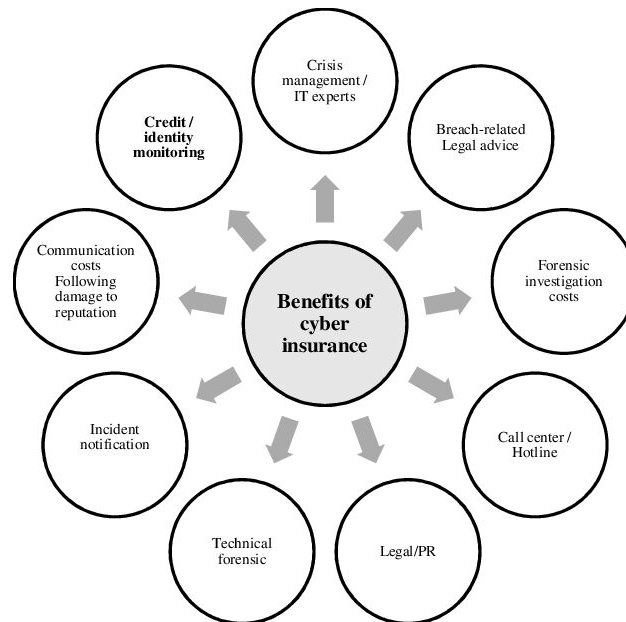 Crisis
management /
IT experts
Breach-related
Legal advice
Forensic
investigation
costs
Call center /
Hotline
Legal/PR
Technical
forensic
Incident
notification
Communication
costs
Following
damage to
reputation
Credit /
identity
monitoring
Benefits of
cyber
insurance